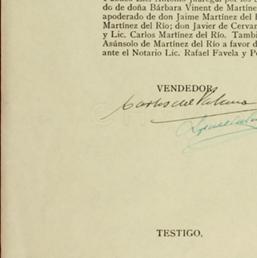 do de doña Bárbara Vinent de Martíne
apoderado de don Jaime Martínez del
Martínez del Río; don Javier de Cervan
y Lic. Carlos Martínez del Río. Tambi
Asúnsolo de Martínez del Río a favor d
ante el Notario Lic. Rafael Favela y P
VENDEDOR,
Carlos del
TESTIGO,